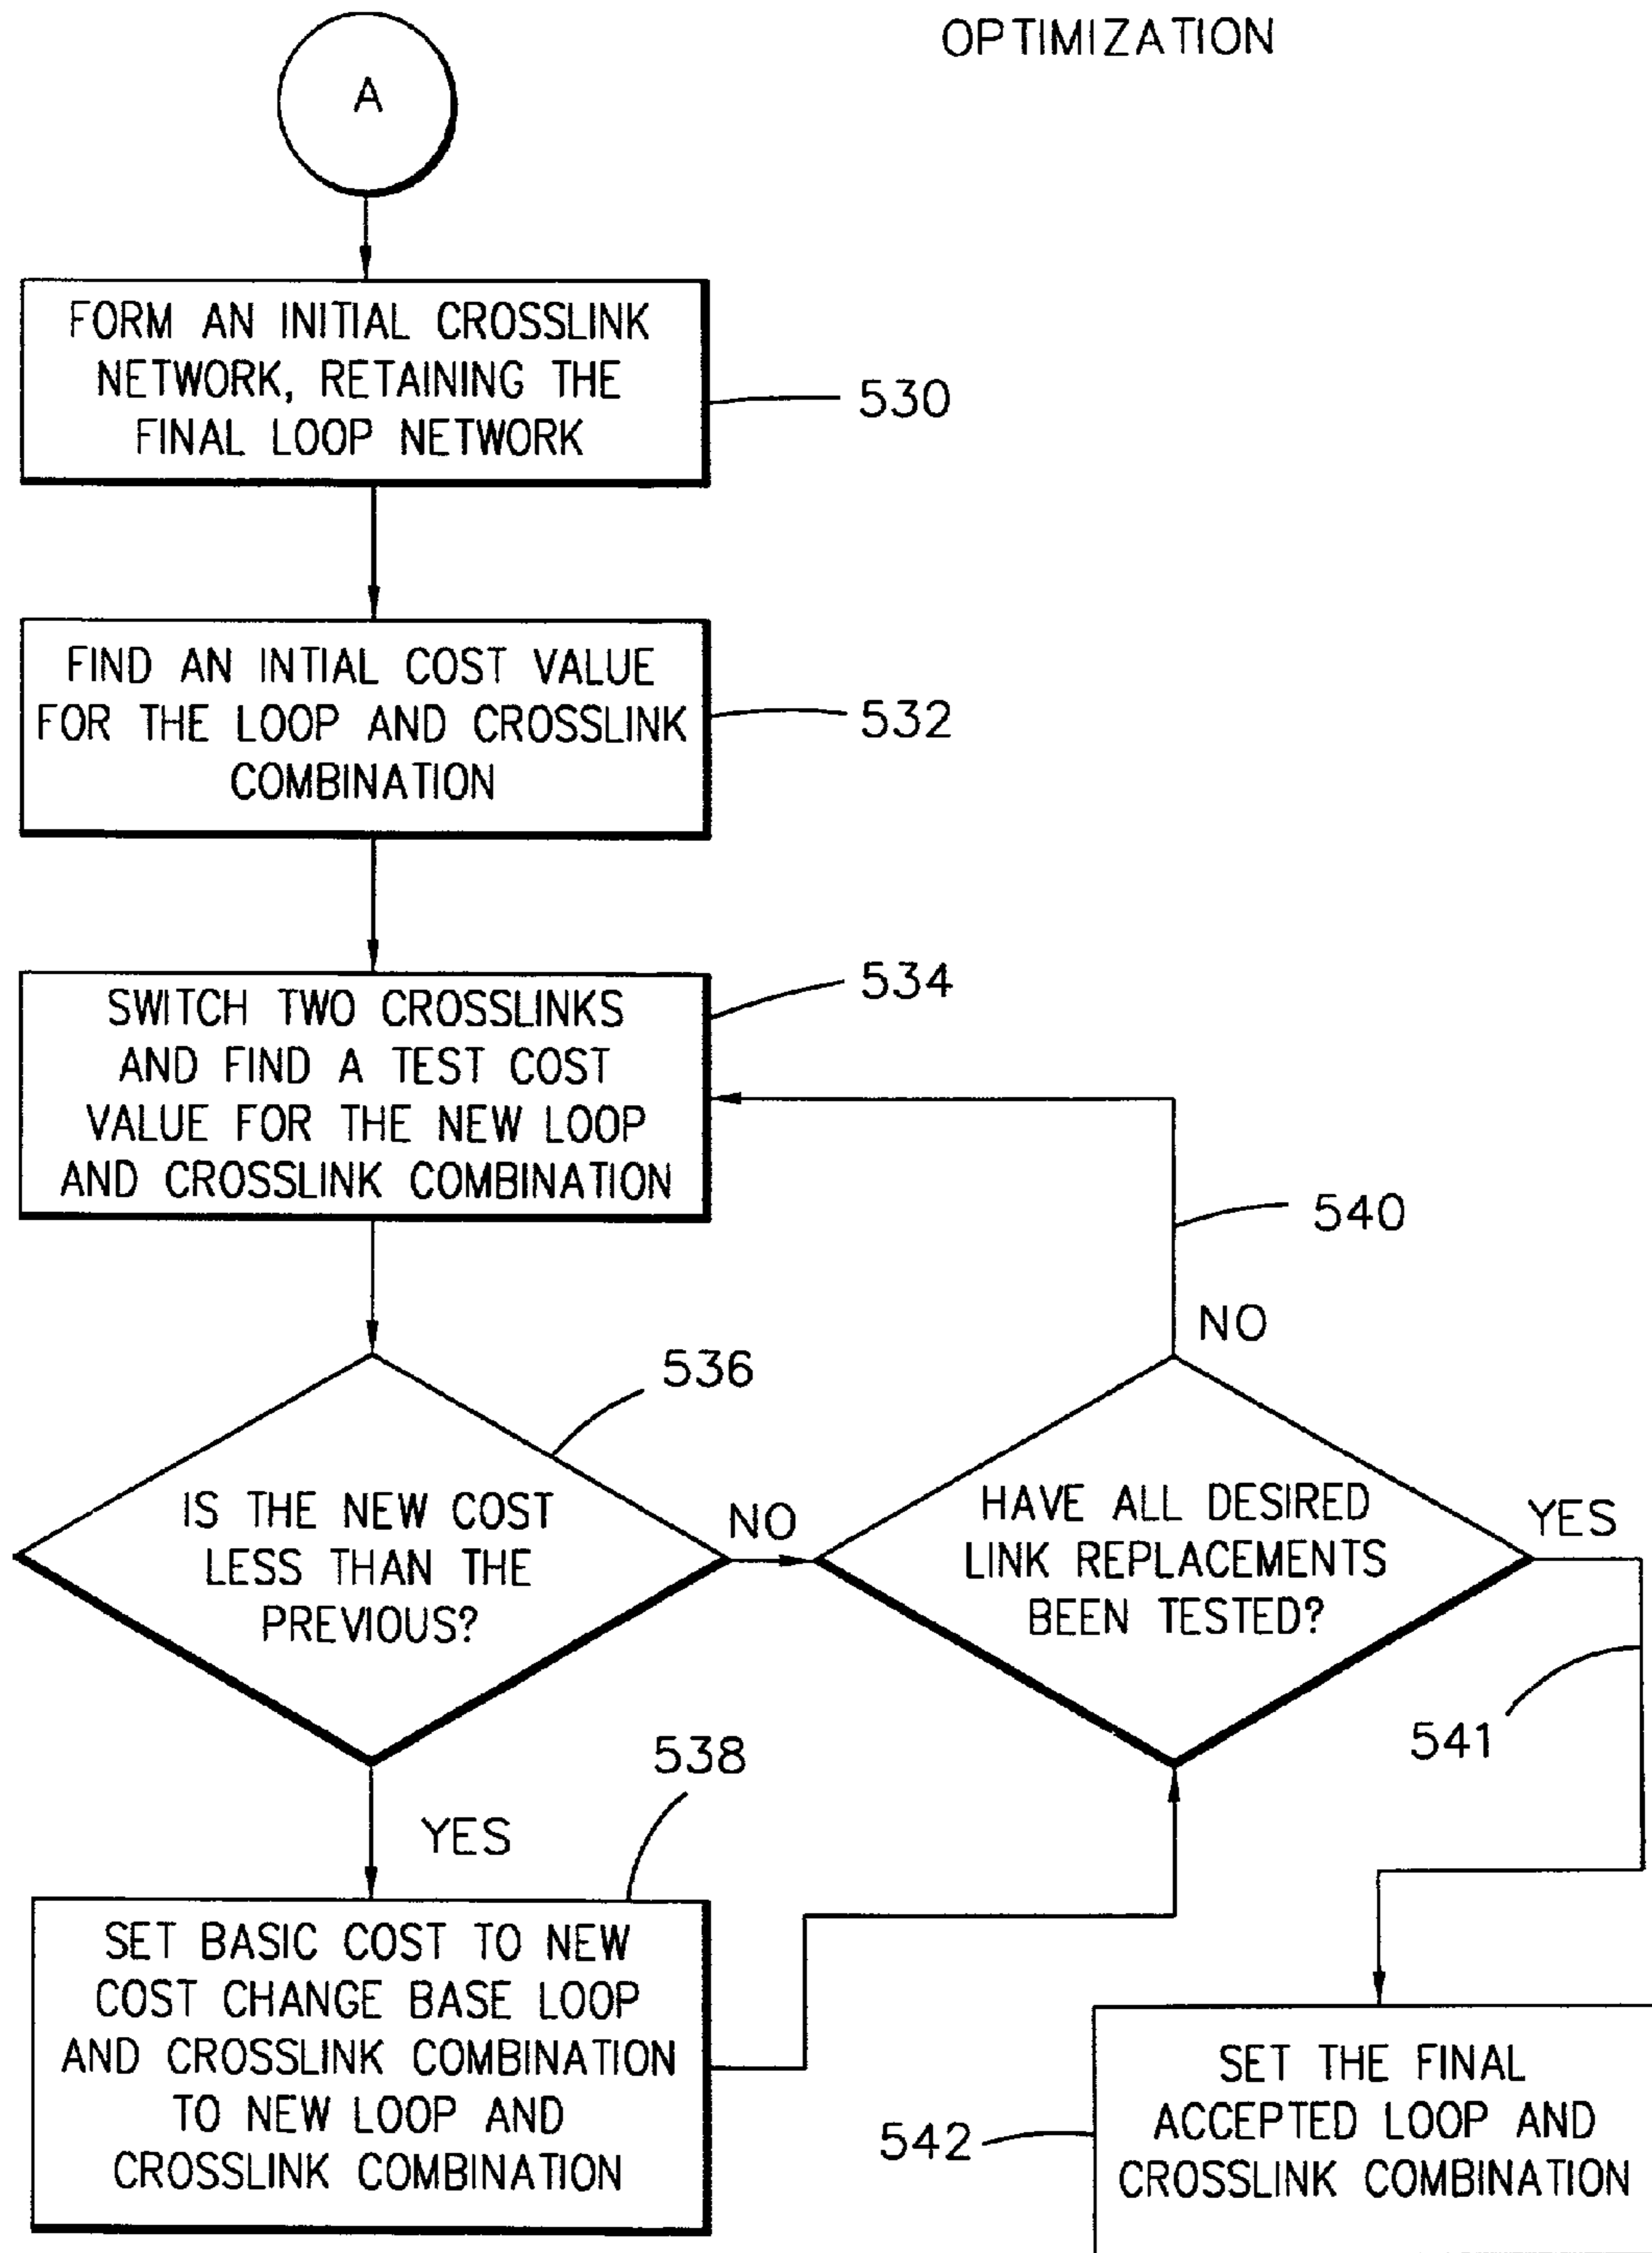 OPTIMIZATION
A
FORM AN INITIAL CROSSLINK
NETWORK, RETAINING THE
FINAL LOOP NETWORK
530
FIND AN INTIAL COST VALUE
FOR THE LOOP AND CROSSLINK
COMBINATION
532
SWITCH TWO CROSSLINKS
AND FIND A TEST COST
VALUE FOR THE NEW LOOP
AND CROSSLINK COMBINATION
534
540
NO
536
IS THE NEW COST
LESS THAN THE
PREVIOUS?
NO
HAVE ALL DESIRED
LINK REPLACEMENTS
BEEN TESTED?
YES
541
538
YES
SET BASIC COST TO NEW
COST CHANGE BASE LOOP
AND CROSSLINK COMBINATION
TO NEW LOOP AND
CROSSLINK COMBINATION
542
SET THE FINAL
ACCEPTED LOOP AND
CROSSLINK COMBINATION